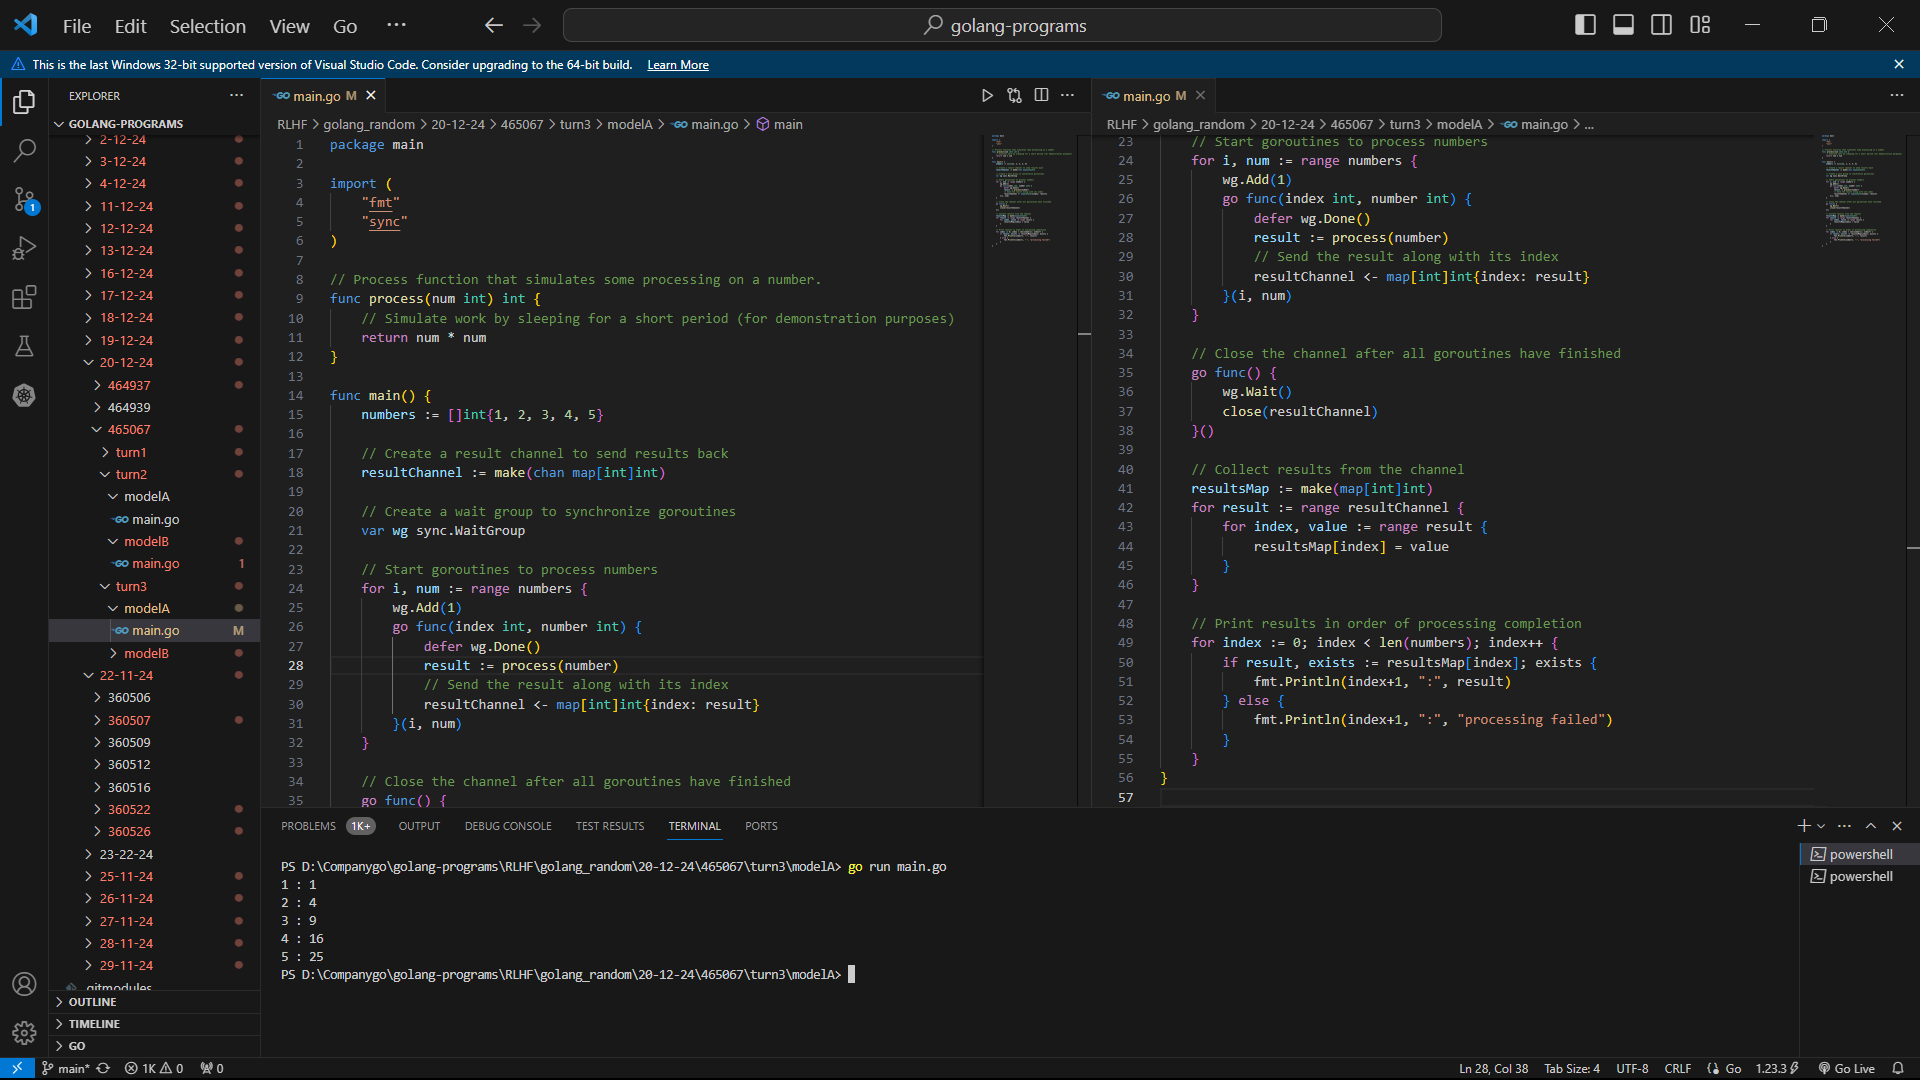 File Edit Selection View Go ··· golang-programs
This is the last Windows 32-bit supported version of Visual Studio Code. Consider upgrading to the 64-bit build. Learn More
EXPLORER
GOLANG-PROGRAMS
2-12-24
3-12-24
4-12-24
11-12-24
12-12-24
13-12-24
16-12-24
17-12-24
18-12-24
19-12-24
20-12-24
464937
464939
465067
turn1
turn2
modelA
main.go
modelB
main.go 1
turn3
modelA
main.go M
modelB
22-11-24
360506
360507
360509
360512
360516
360522
360526
23-22-24
25-11-24
26-11-24
27-11-24
28-11-24
29-11-24
.gitmodules
OUTLINE
TIMELINE
GO
1
main.go M
RLHF > golang_random > 20-12-24 > 465067 > turn3 > modelA > main.go > main
1 package main
2
3 import (
4 "fmt"
5 "sync"
6 )
7
8 // Process function that simulates some processing on a number.
9 func process(num int) int {
10 // Simulate work by sleeping for a short period (for demonstration purposes)
11 return num * num
12 }
13
14 func main() {
15 numbers := []int{1, 2, 3, 4, 5}
16
17 // Create a result channel to send results back
18 resultChannel := make(chan map[int]int)
19
20 // Create a wait group to synchronize goroutines
21 var wg sync.WaitGroup
22
23 // Start goroutines to process numbers
24 for i, num := range numbers {
25 wg.Add(1)
26 go func(index int, number int) {
27 defer wg.Done()
28 result := process(number)
29 // Send the result along with its index
30 resultChannel <- map[int]int{index: result}
31 }(i, num)
32 }
33
34 // Close the channel after all goroutines have finished
35 go func() {
main.go M
RLHF > golang_random > 20-12-24 > 465067 > turn3 > modelA > main.go > ...
23 // Start goroutines to process numbers
24 for i, num := range numbers {
25 wg.Add(1)
26 go func(index int, number int) {
27 defer wg.Done()
28 result := process(number)
29 // Send the result along with its index
30 resultChannel <- map[int]int{index: result}
31 }(i, num)
32 }
33
34 // Close the channel after all goroutines have finished
35 go func() {
36 wg.Wait()
37 close(resultChannel)
38 }()
39
40 // Collect results from the channel
41 resultsMap := make(map[int]int)
42 for result := range resultChannel {
43 for index, value := range result {
44 resultsMap[index] = value
45 }
46 }
47
48 // Print results in order of processing completion
49 for index := 0; index < len(numbers); index++ {
50 if result, exists := resultsMap[index]; exists {
51 fmt.Println(index+1, ":", result)
52 } else {
53 fmt.Println(index+1, ":", "processing failed")
54 }
55 }
56 }
57
PROBLEMS 1K+ OUTPUT DEBUG CONSOLE TEST RESULTS TERMINAL PORTS
PS D:\Companygo\golang-programs\RLHF\golang_random\20-12-24\465067\turn3\modelA> go run main.go
1 : 1
2 : 4
3 : 9
4 : 16
5 : 25
PS D:\Companygo\golang-programs\RLHF\golang_random\20-12-24\465067\turn3\modelA>
powershell
powershell
main* 1K 0 0 Ln 28, Col 38 Tab Size: 4 UTF-8 CRLF Go 1.23.3 Go Live